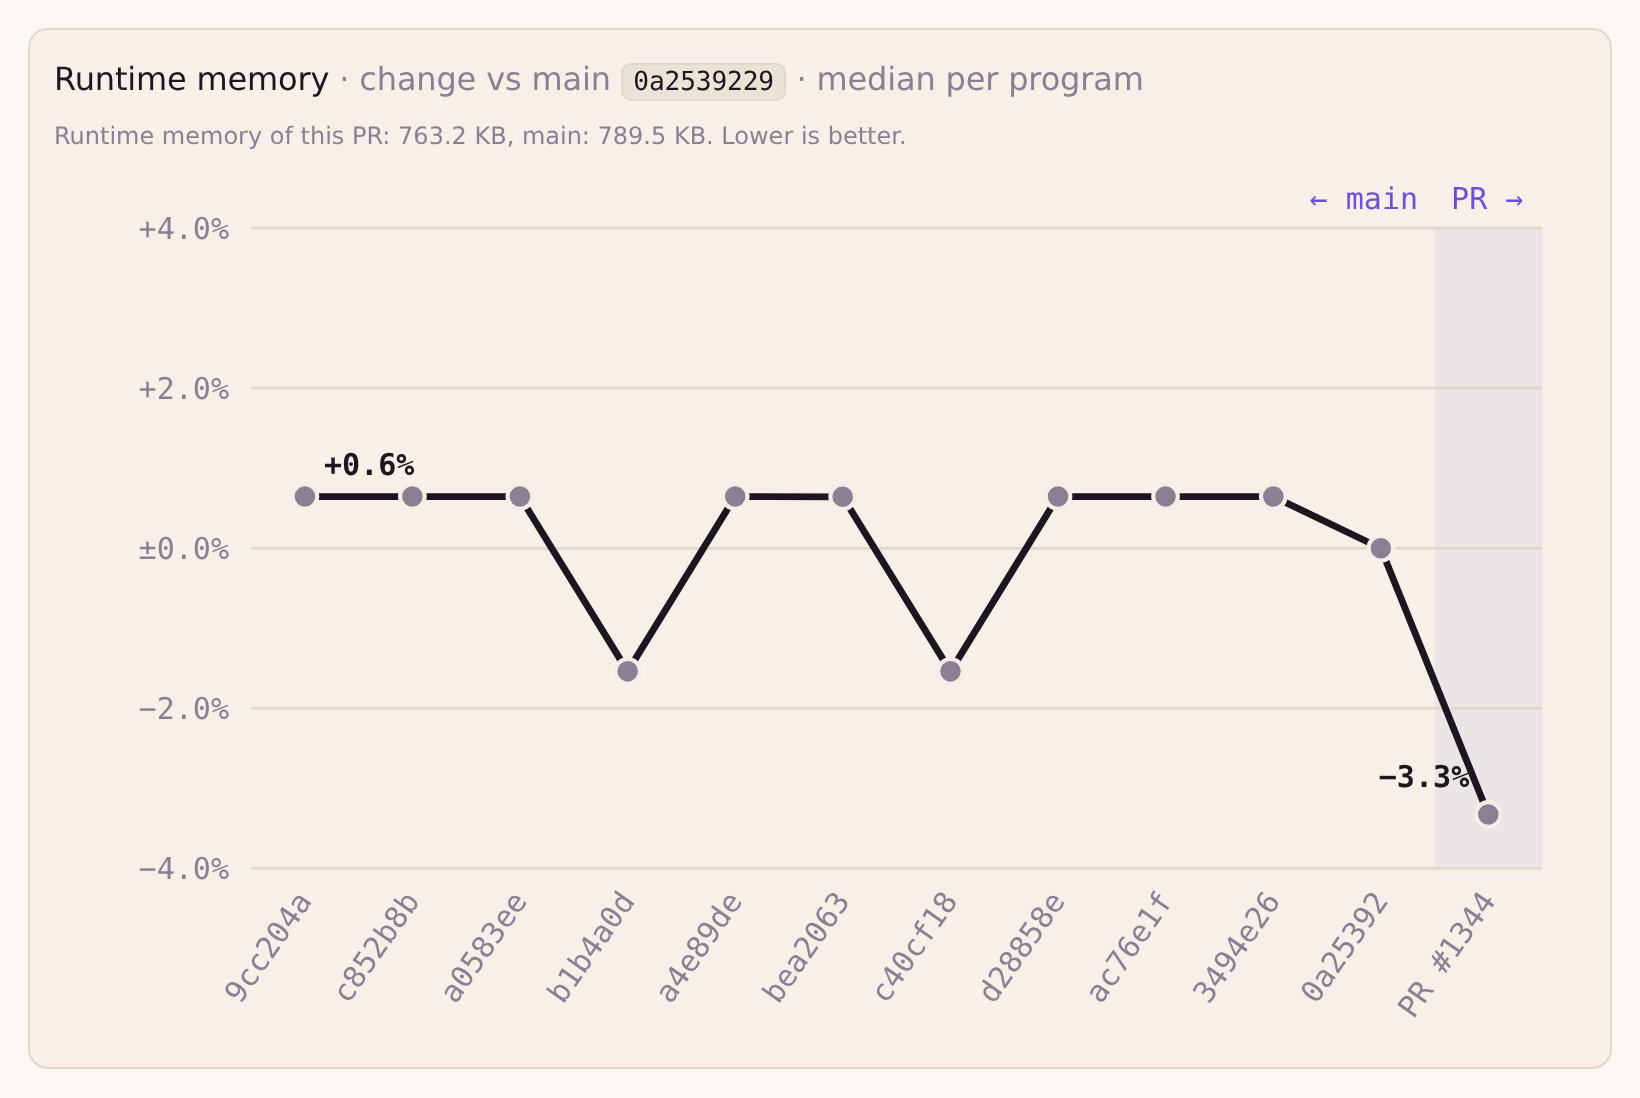 Runtime memory · change vs main 0a2539229 · median per program
Runtime memory of this PR: 763.2 KB, main: 789.5 KB. Lower is better.
← main PR →
+4.0%
+2.0%
+0.6%
±0.0%
−2.0%
−3.3%
−4.0%
9cc204a
c852b8b
a0583ee
b1b4a0d
a4e89de
bea2063
c40cf18
d28858e
ac76e1f
3494e26
0a25392
PR #1344